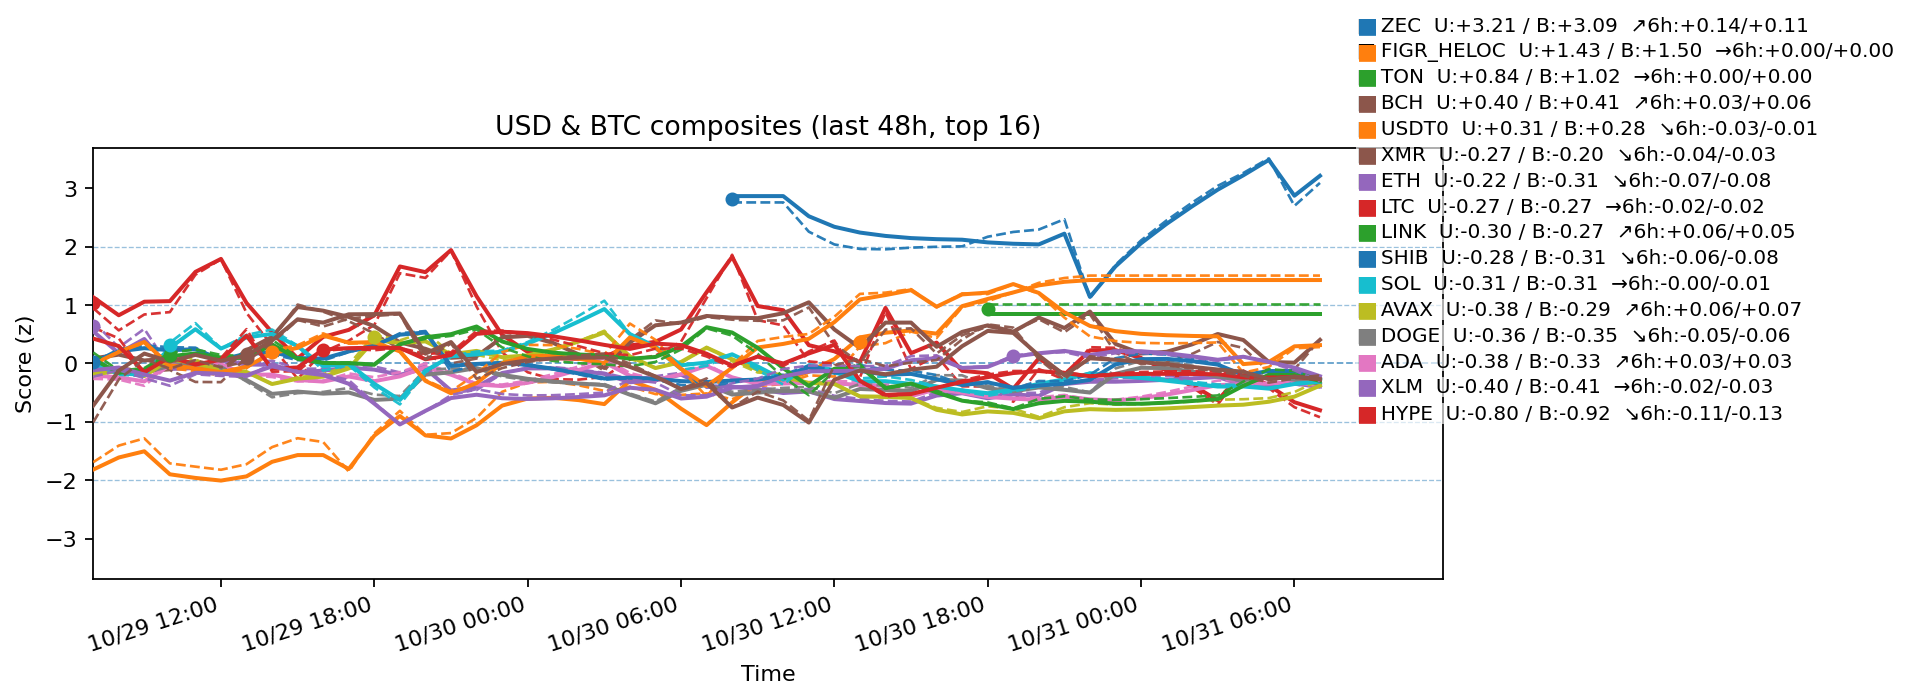 ZEC  U:+3.21 / B:+3.09  ↗6h:+0.14/+0.11
FIGR_HELOC  U:+1.43 / B:+1.50  →6h:+0.00/+0.00
TON  U:+0.84 / B:+1.02  →6h:+0.00/+0.00
BCH  U:+0.40 / B:+0.41  ↗6h:+0.03/+0.06
USDT0  U:+0.31 / B:+0.28  ↘6h:-0.03/-0.01
XMR  U:-0.27 / B:-0.20  ↘6h:-0.04/-0.03
ETH  U:-0.22 / B:-0.31  ↘6h:-0.07/-0.08
LTC  U:-0.27 / B:-0.27  →6h:-0.02/-0.02
LINK  U:-0.30 / B:-0.27  ↗6h:+0.06/+0.05
SHIB  U:-0.28 / B:-0.31  ↘6h:-0.06/-0.08
SOL  U:-0.31 / B:-0.31  →6h:-0.00/-0.01
AVAX  U:-0.38 / B:-0.29  ↗6h:+0.06/+0.07
DOGE  U:-0.36 / B:-0.35  ↘6h:-0.05/-0.06
ADA  U:-0.38 / B:-0.33  ↗6h:+0.03/+0.03
XLM  U:-0.40 / B:-0.41  →6h:-0.02/-0.03
HYPE  U:-0.80 / B:-0.92  ↘6h:-0.11/-0.13
USD & BTC composites (last 48h, top 16)
Score (z)
3
2
1
0
−1
−2
−3
10/29 12:00
10/29 18:00
10/30 00:00
10/30 06:00
10/30 12:00
10/30 18:00
10/31 00:00
10/31 06:00
Time